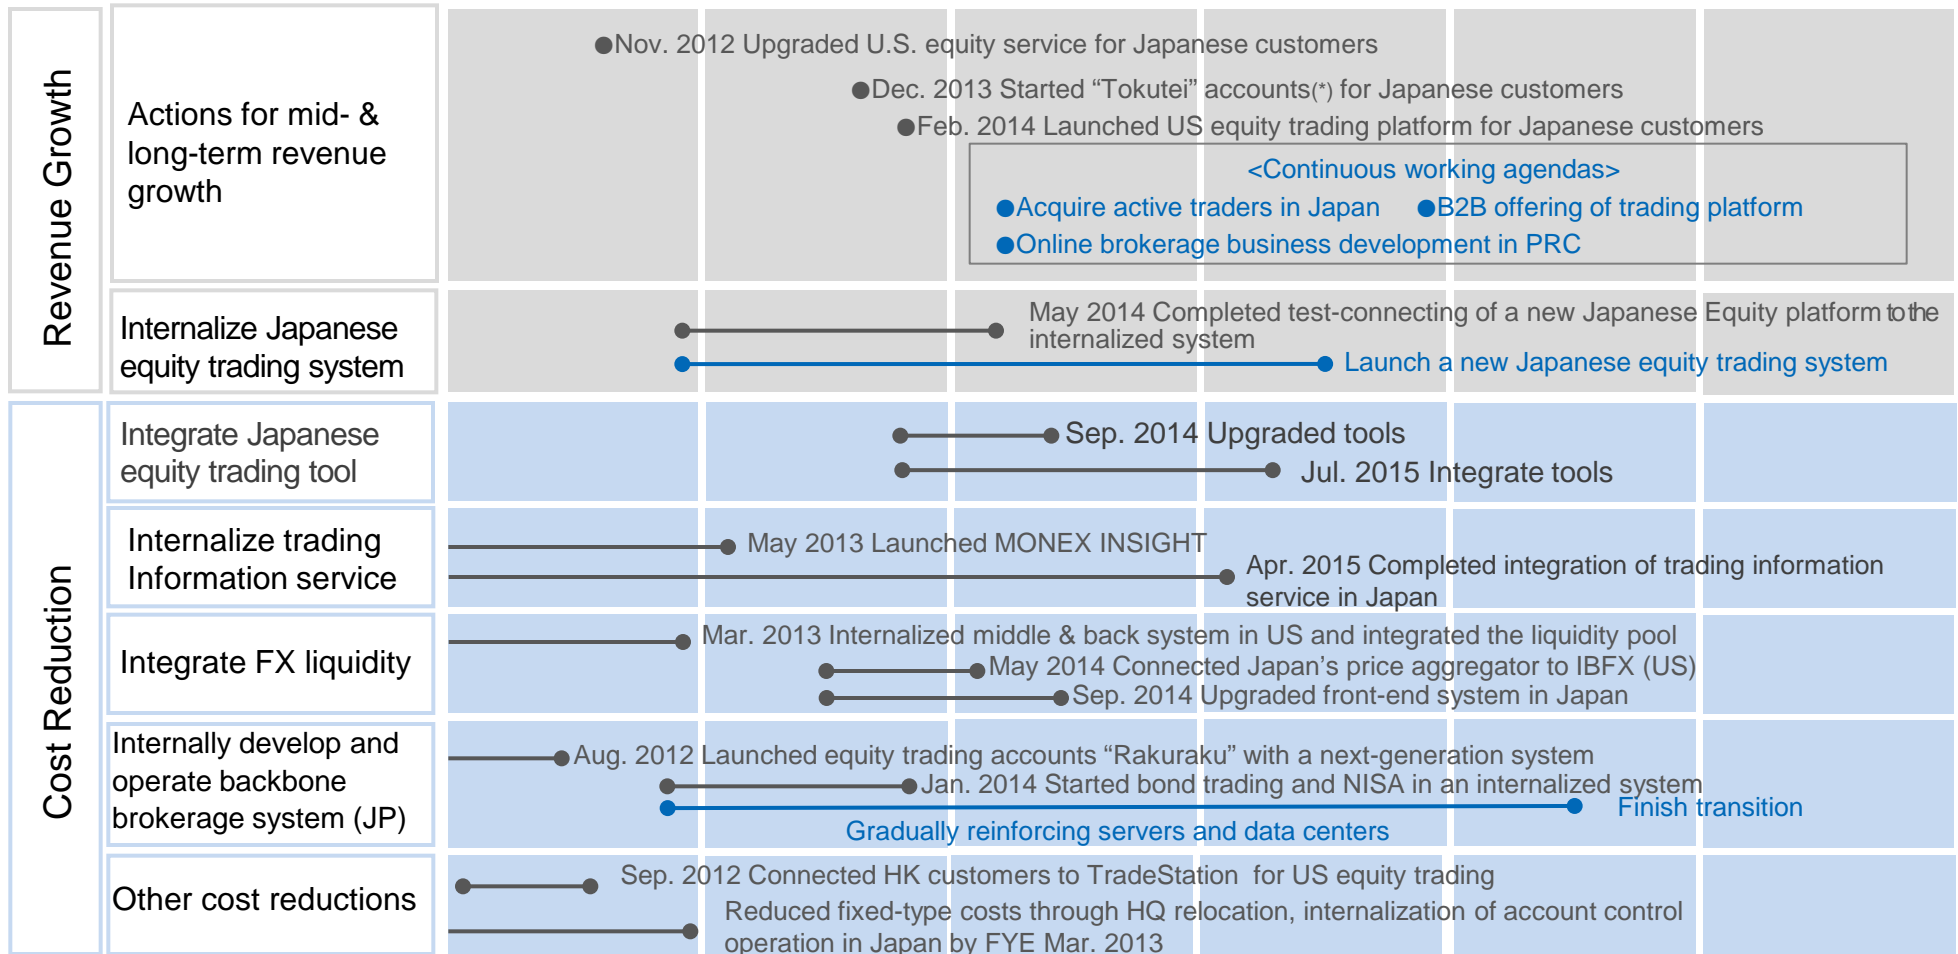 Revenue Growth
Actions for mid- &
long-term revenue
growth
●Nov. 2012 Upgraded U.S. equity service for Japanese customers
●Dec. 2013 Started “Tokutei” accounts(*) for Japanese customers
●Feb. 2014 Launched US equity trading platform for Japanese customers
<Continuous working agendas>
●Acquire active traders in Japan ●B2B offering of trading platform
●Online brokerage business development in PRC
Internalize Japanese
equity trading system
May 2014 Completed test-connecting of a new Japanese Equity platform to the
internalized system
Launch a new Japanese equity trading system
Cost Reduction
Integrate Japanese
equity trading tool
Sep. 2014 Upgraded tools
Jul. 2015 Integrate tools
Internalize trading
Information service
May 2013 Launched MONEX INSIGHT
Apr. 2015 Completed integration of trading information
service in Japan
Integrate FX liquidity
Mar. 2013 Internalized middle & back system in US and integrated the liquidity pool
May 2014 Connected Japan’s price aggregator to IBFX (US)
Sep. 2014 Upgraded front-end system in Japan
Internally develop and
operate backbone
brokerage system (JP)
Aug. 2012 Launched equity trading accounts “Rakuraku” with a next-generation system
Jan. 2014 Started bond trading and NISA in an internalized system
Finish transition
Gradually reinforcing servers and data centers
Other cost reductions
Sep. 2012 Connected HK customers to TradeStation for US equity trading
Reduced fixed-type costs through HQ relocation, internalization of account control
operation in Japan by FYE Mar. 2013